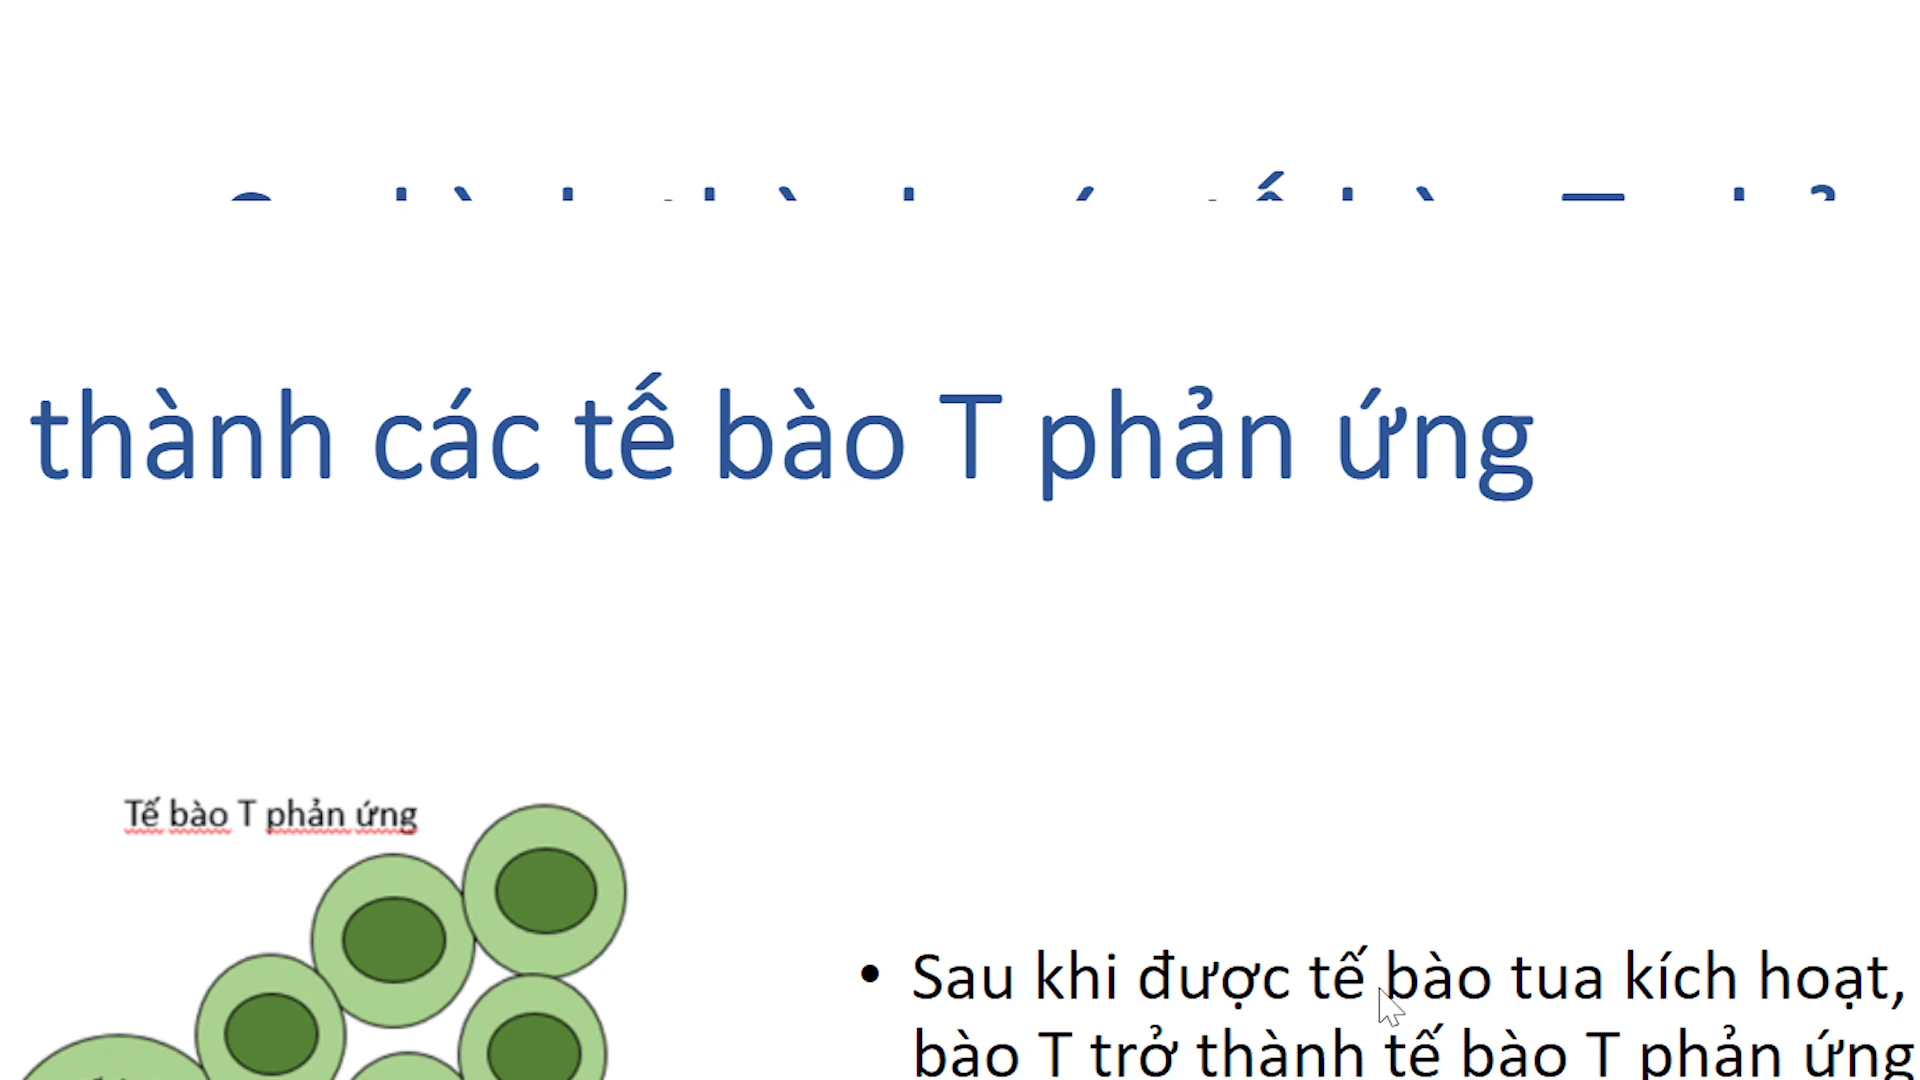 thành các tế bào T phản ứng
Tế bào T phản ứng
• Sau khi được tế bào tua kích hoạt,
bào T trở thành tế bào T phản ứng